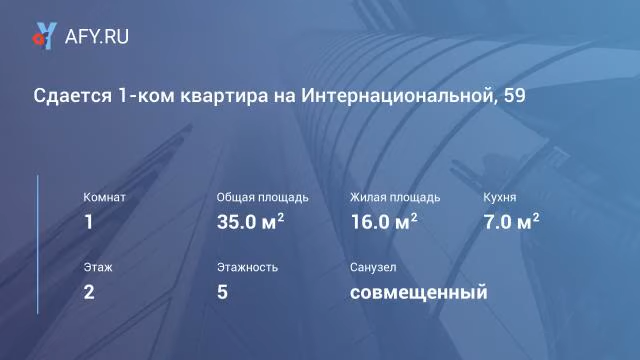 AFY.RU
Сдается 1-ком квартира на Интернациональной, 59
Комнат
1
Общая площадь
35.0 м²
Жилая площадь
16.0 м²
Кухня
7.0 м²
Этаж
2
Этажность
5
Санузел
совмещенный